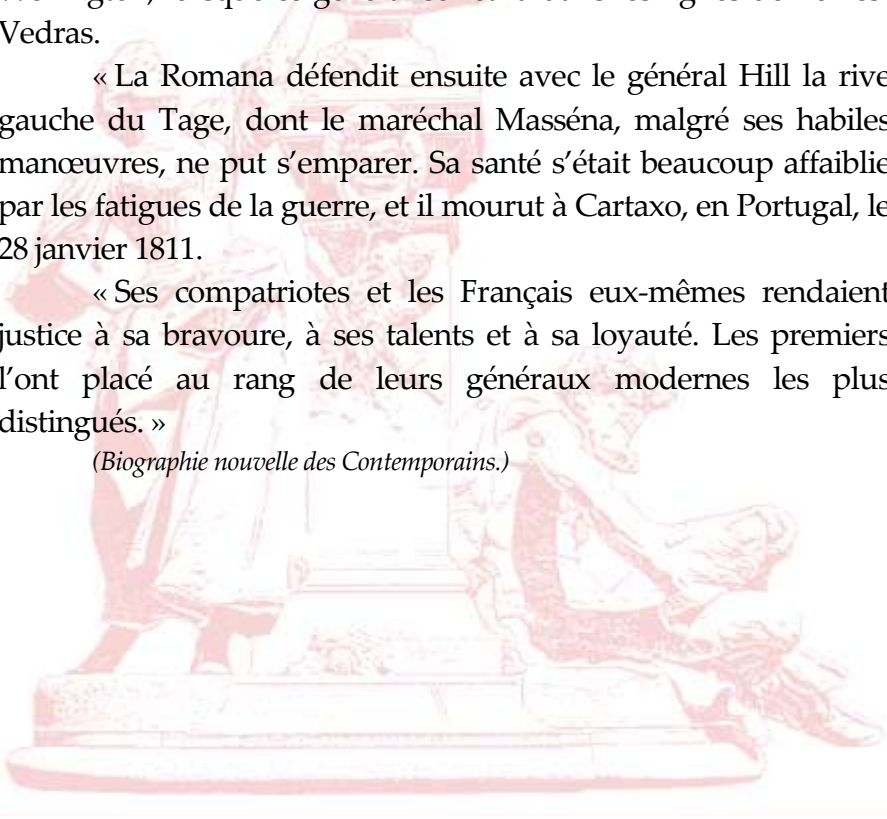 Vedras.
« La Romana défendit ensuite avec le général Hill la rive
gauche du Tage, dont le maréchal Masséna, malgré ses habiles
manœuvres, ne put s’emparer. Sa santé s’était beaucoup affaiblie
par les fatigues de la guerre, et il mourut à Cartaxo, en Portugal, le
28 janvier 1811.
« Ses compatriotes et les Français eux-mêmes rendaient
justice à sa bravoure, à ses talents et à sa loyauté. Les premiers
l’ont placé au rang de leurs généraux modernes les plus
distingués. »
(Biographie nouvelle des Contemporains.)